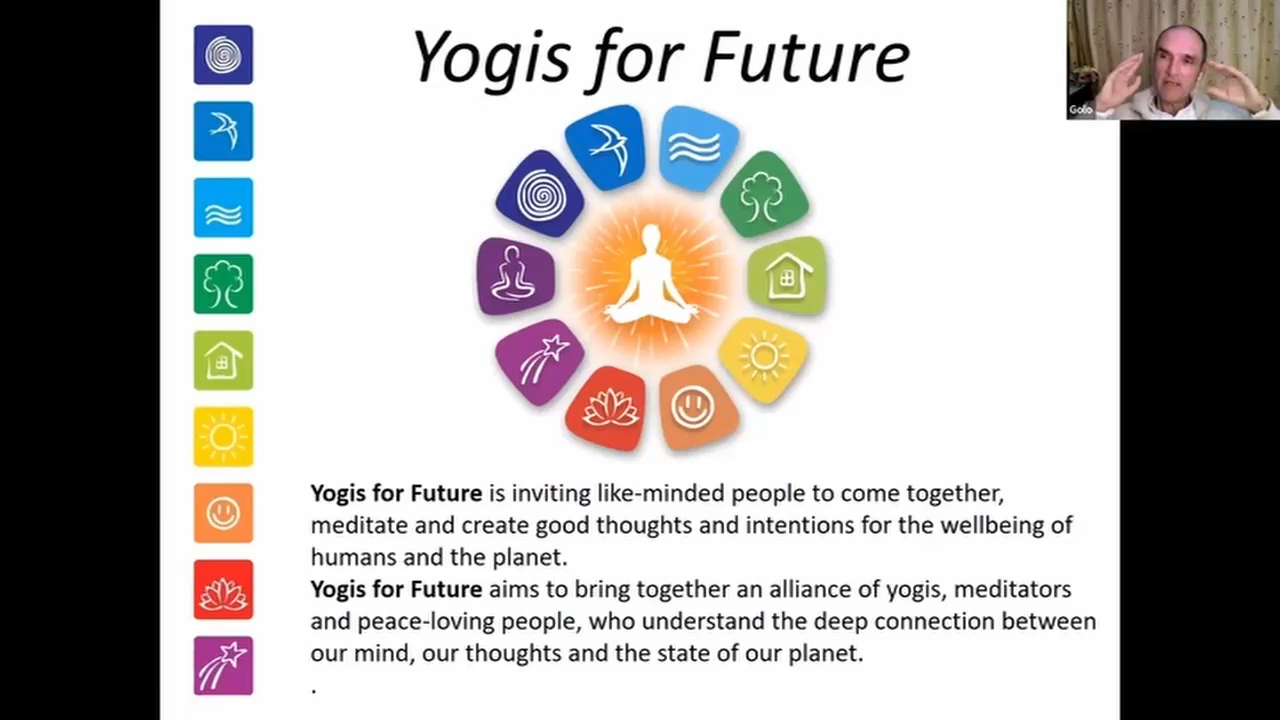 Yogis for Future
Golo
Yogis for Future is inviting like-minded people to come together,
meditate and create good thoughts and intentions for the wellbeing of
humans and the planet.
Yogis for Future aims to bring together an alliance of yogis, meditators
and peace-loving people, who understand the deep connection between
our mind, our thoughts and the state of our planet.
.